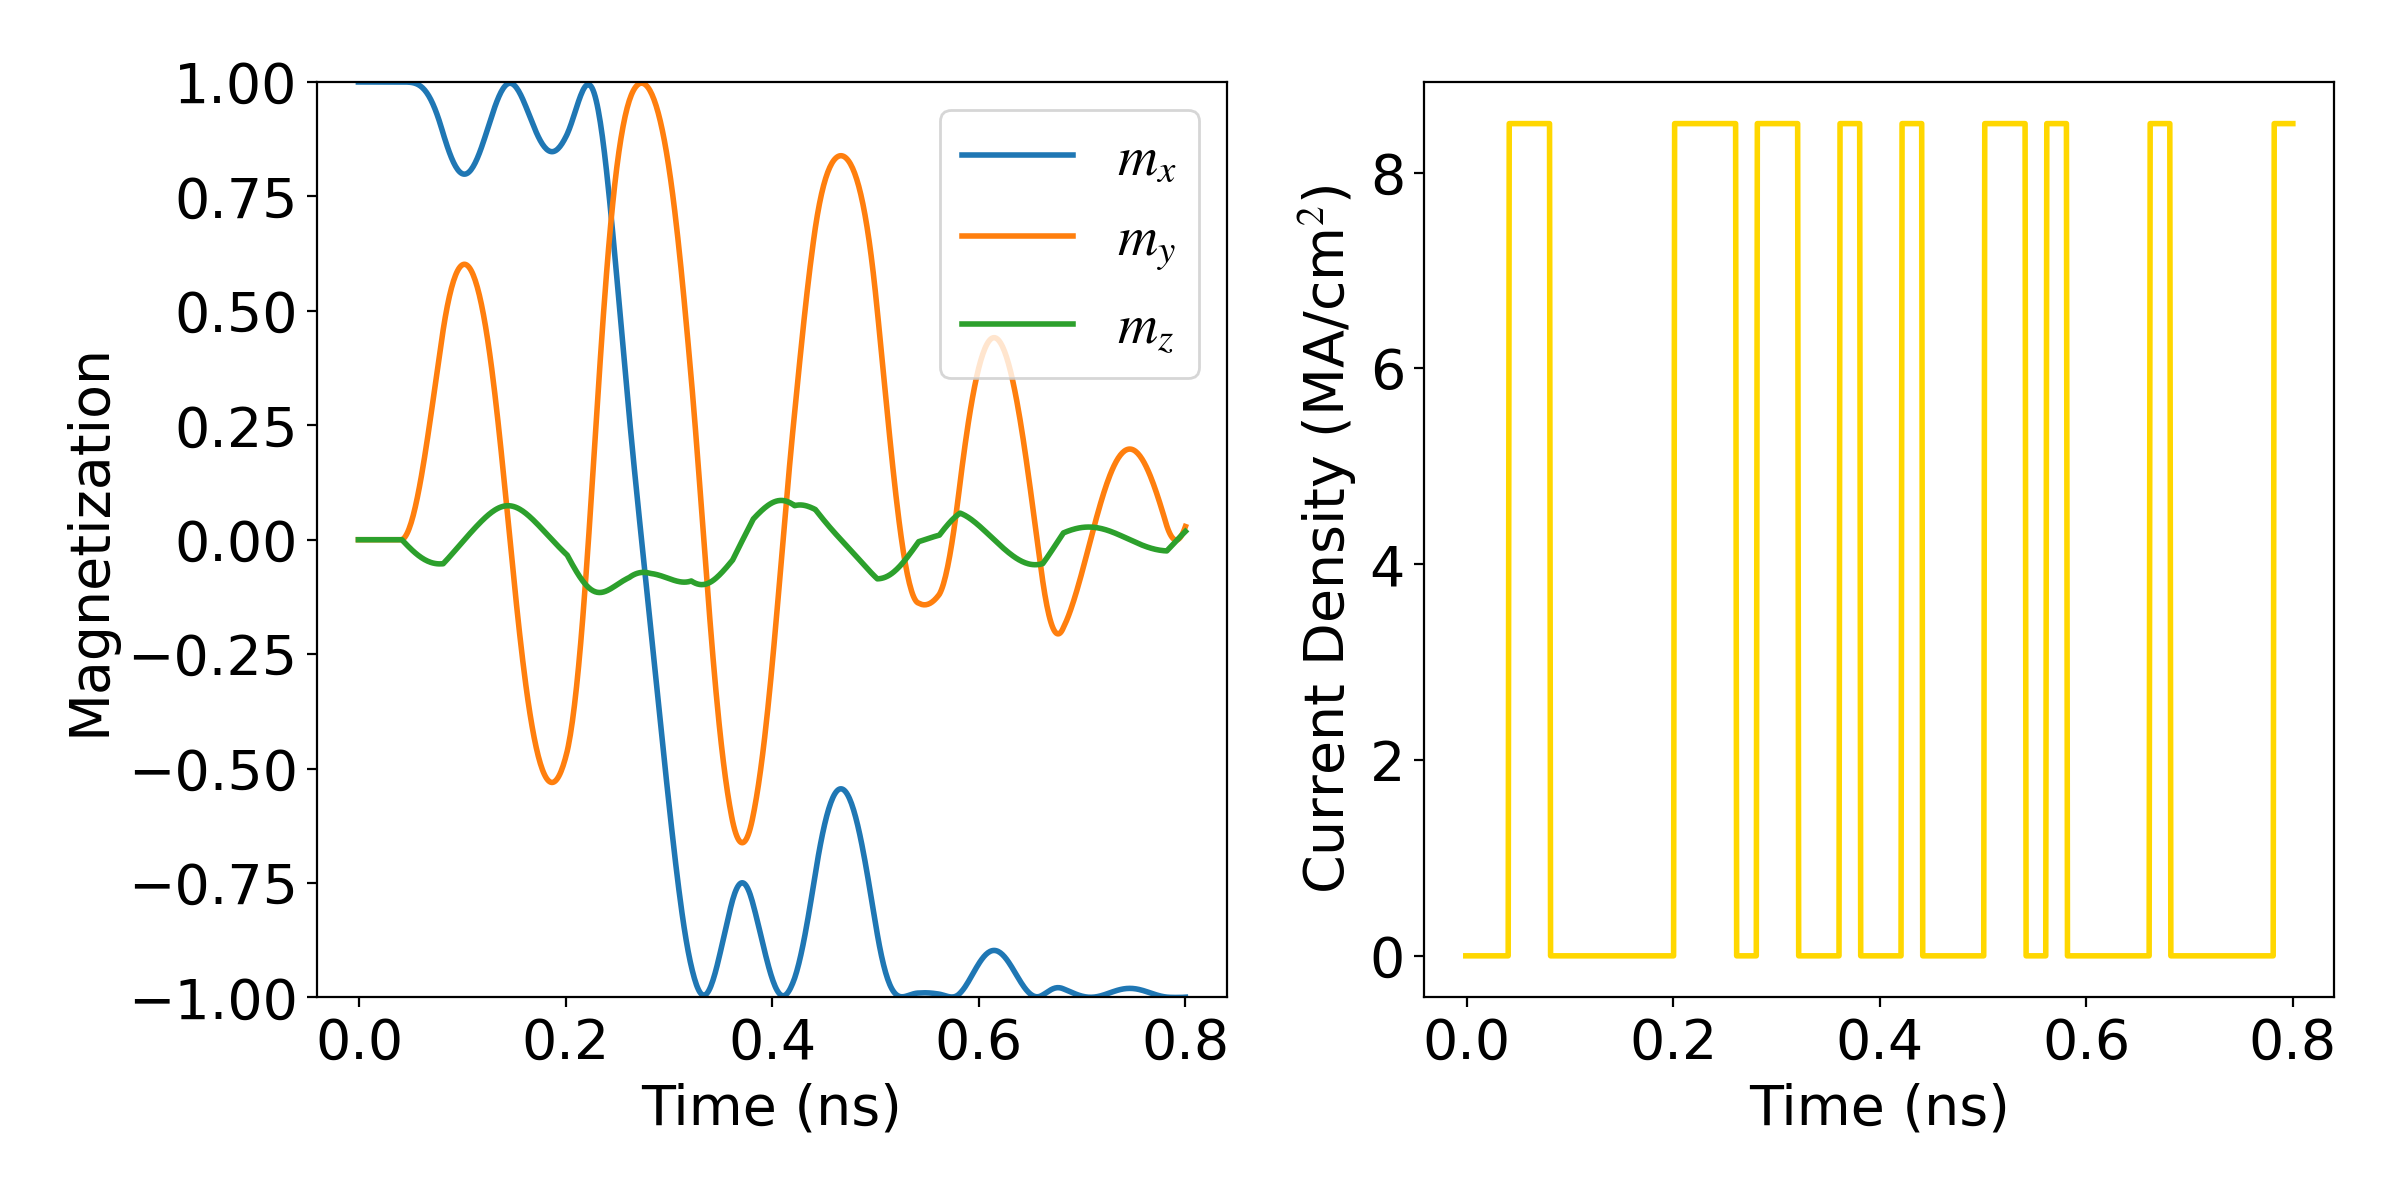 1.00
0.75
0.50
0.25
0.00
−0.25
−0.50
−0.75
−1.00
Magnetization
0.0 0.2 0.4 0.6 0.8
Time (ns)
mₓ
m_y
m_z
8
6
4
2
0
Current Density (MA/cm²)
0.0 0.2 0.4 0.6 0.8
Time (ns)